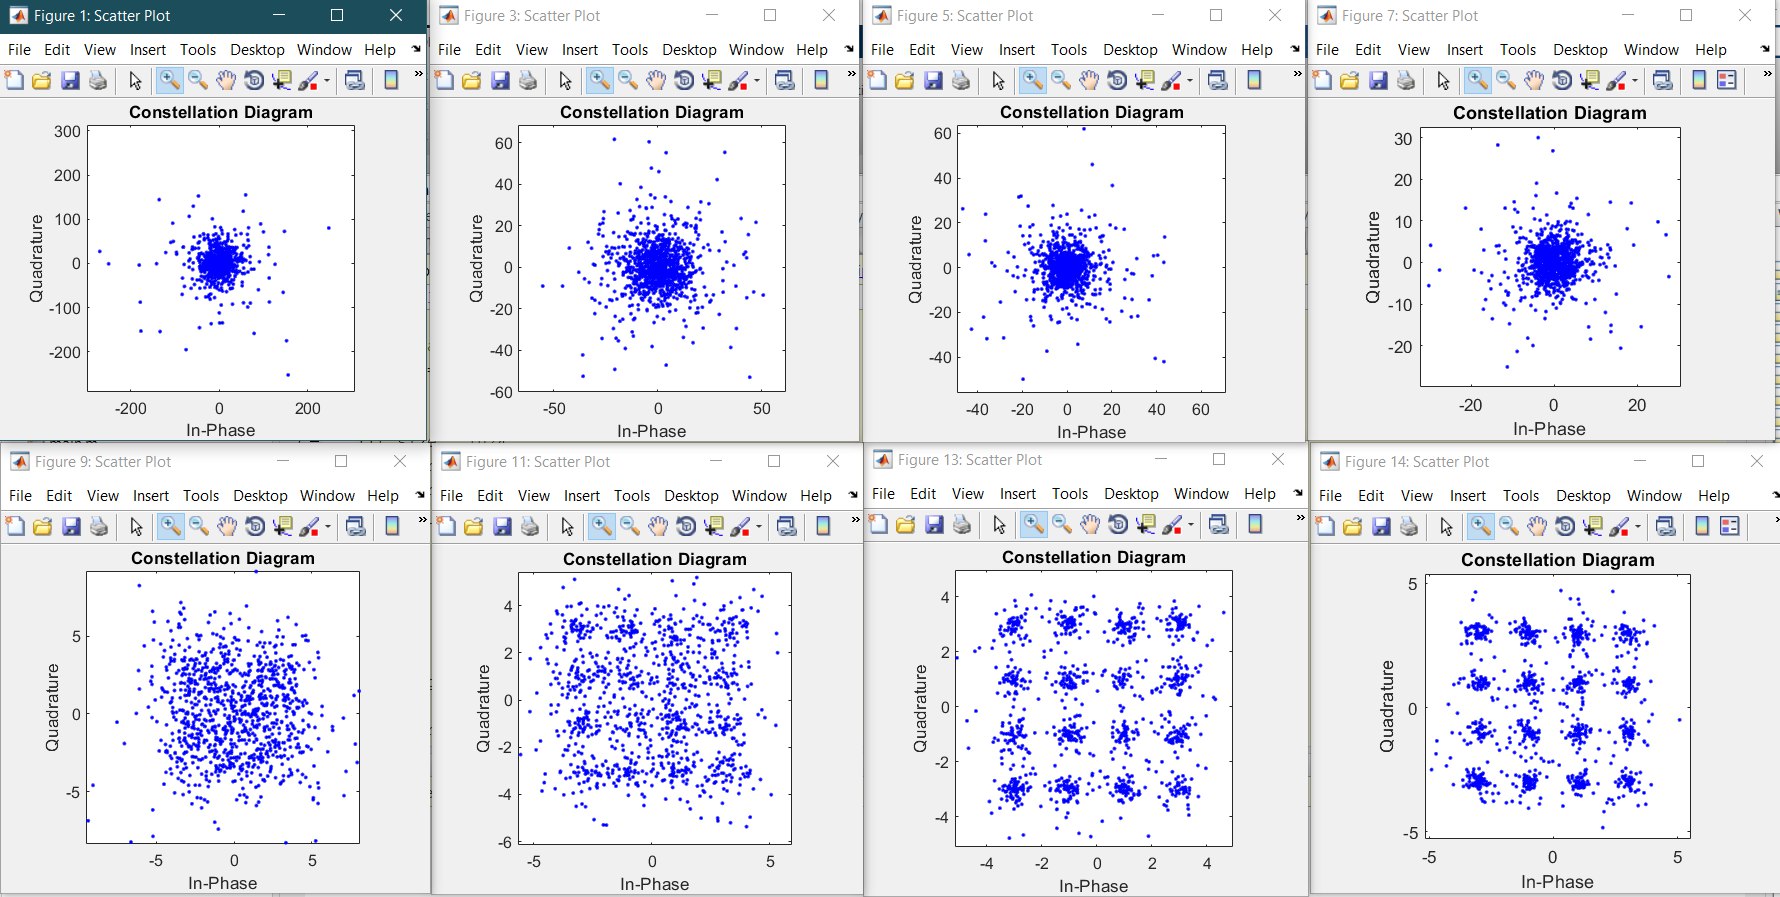 Figure 1: Scatter Plot
File Edit View Insert Tools Desktop Window Help
Constellation Diagram
300
200
100
0
-100
-200
Quadrature
-200 0 200
In-Phase
Figure 3: Scatter Plot
File Edit View Insert Tools Desktop Window Help
Constellation Diagram
60
40
20
0
-20
-40
-60
Quadrature
-50 0 50
In-Phase
Figure 5: Scatter Plot
File Edit View Insert Tools Desktop Window Help
Constellation Diagram
60
40
20
0
-20
-40
Quadrature
-40 -20 0 20 40 60
In-Phase
Figure 7: Scatter Plot
File Edit View Insert Tools Desktop Window Help
Constellation Diagram
30
20
10
0
-10
-20
Quadrature
-20 0 20
In-Phase
Figure 9: Scatter Plot
File Edit View Insert Tools Desktop Window Help
Constellation Diagram
5
0
-5
Quadrature
-5 0 5
In-Phase
Figure 11: Scatter Plot
File Edit View Insert Tools Desktop Window Help
Constellation Diagram
4
2
0
-2
-4
-6
Quadrature
-5 0 5
In-Phase
Figure 13: Scatter Plot
File Edit View Insert Tools Desktop Window Help
Constellation Diagram
4
2
0
-2
-4
Quadrature
-4 -2 0 2 4
In-Phase
Figure 14: Scatter Plot
File Edit View Insert Tools Desktop Window Help
Constellation Diagram
5
0
-5
Quadrature
-5 0 5
In-Phase